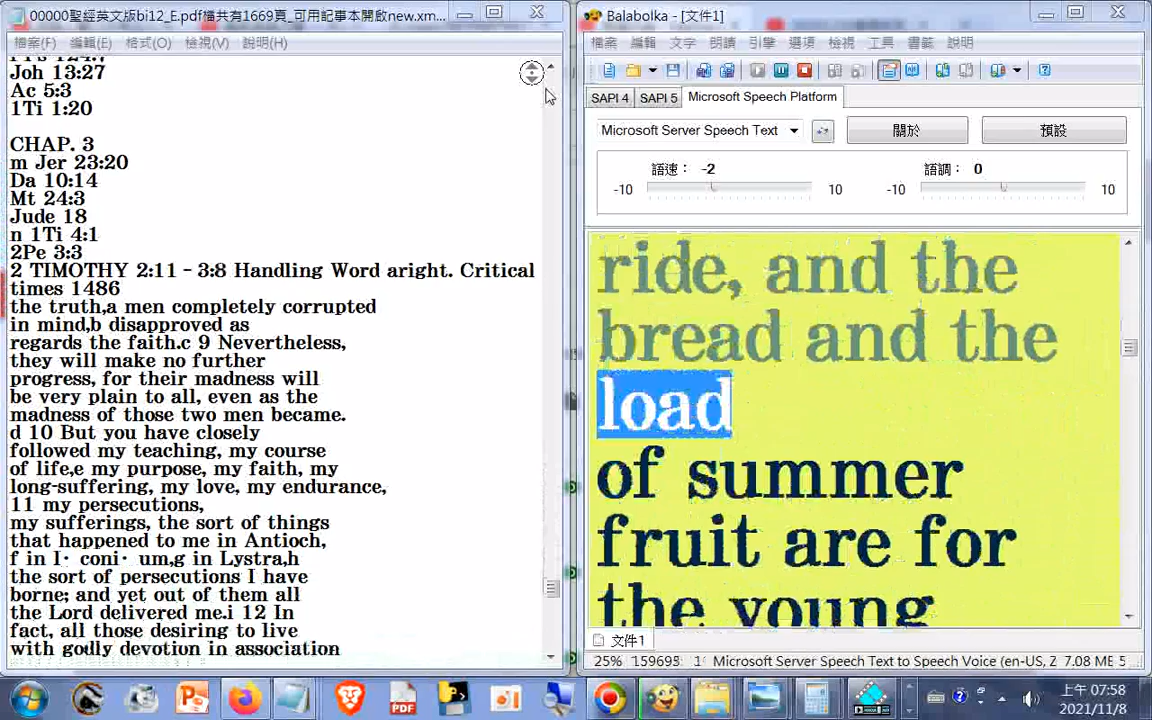 00000聖經英文版bi12_E.pdf檔共有1669頁_可用記事本開啟new.xm...
檔案(F) 編輯(E) 格式(O) 檢視(V) 說明(H)
Joh 13:27
Ac 5:3
1Ti 1:20
CHAP. 3
m Jer 23:20
Da 10:14
Mt 24:3
Jude 18
n 1Ti 4:1
2Pe 3:3
2 TIMOTHY 2:11 - 3:8 Handling Word aright. Critical
times 1486
the truth,a men completely corrupted
in mind,b disapproved as
regards the faith.c 9 Nevertheless,
they will make no further
progress, for their madness will
be very plain to all, even as the
madness of those two men became.
d 10 But you have closely
followed my teaching, my course
of life,e my purpose, my faith, my
long-suffering, my love, my endurance,
11 my persecutions,
my sufferings, the sort of things
that happened to me in Antioch,
f in I· coni· um,g in Lystra,h
the sort of persecutions I have
borne; and yet out of them all
the Lord delivered me.i 12 In
fact, all those desiring to live
with godly devotion in association
Balabolka - [文件1]
檔案 編輯 文字 朗讀 引擎 選項 檢視 工具 書籤 說明
SAPI 4 SAPI 5 Microsoft Speech Platform
Microsoft Server Speech Text 關於 預設
語速： -2 語調： 0
-10 10 -10 10
ride, and the
bread and the
load
of summer
fruit are for
the young
文件1
25% 159693 Microsoft Server Speech Text to Speech Voice (en-US, Z 7.08 MB 5
PDF
上午 07:58
2021/11/8